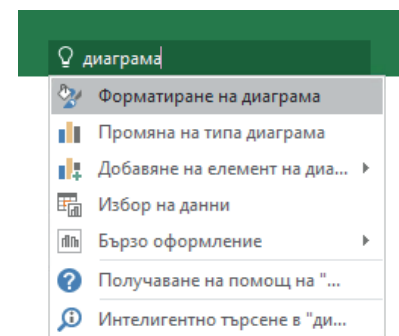 диаграма
Форматиране на диаграма
Промяна на типа диаграма
Добавяне на елемент на диа...
Избор на данни
Бързо оформление
Получаване на помощ на "...
Интелигентно търсене в "ди...